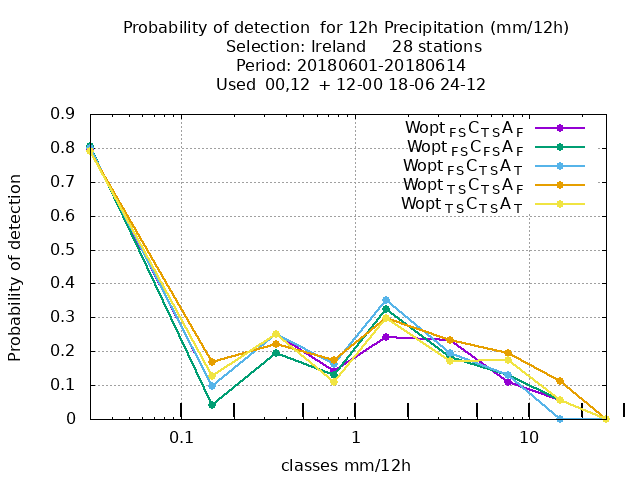 Probability of detection  for 12h Precipitation (mm/12h)
Selection: Ireland     28 stations
Period: 20180601-20180614
Used  00,12  + 12-00 18-06 24-12
Wopt FS C TS A F
Wopt FS C FS A F
Wopt FS C TS A T
Wopt TS C TS A F
Wopt TS C TS A T
0.9
0.8
0.7
0.6
0.5
0.4
0.3
0.2
0.1
0
Probability of detection
0.1 1 10
classes mm/12h